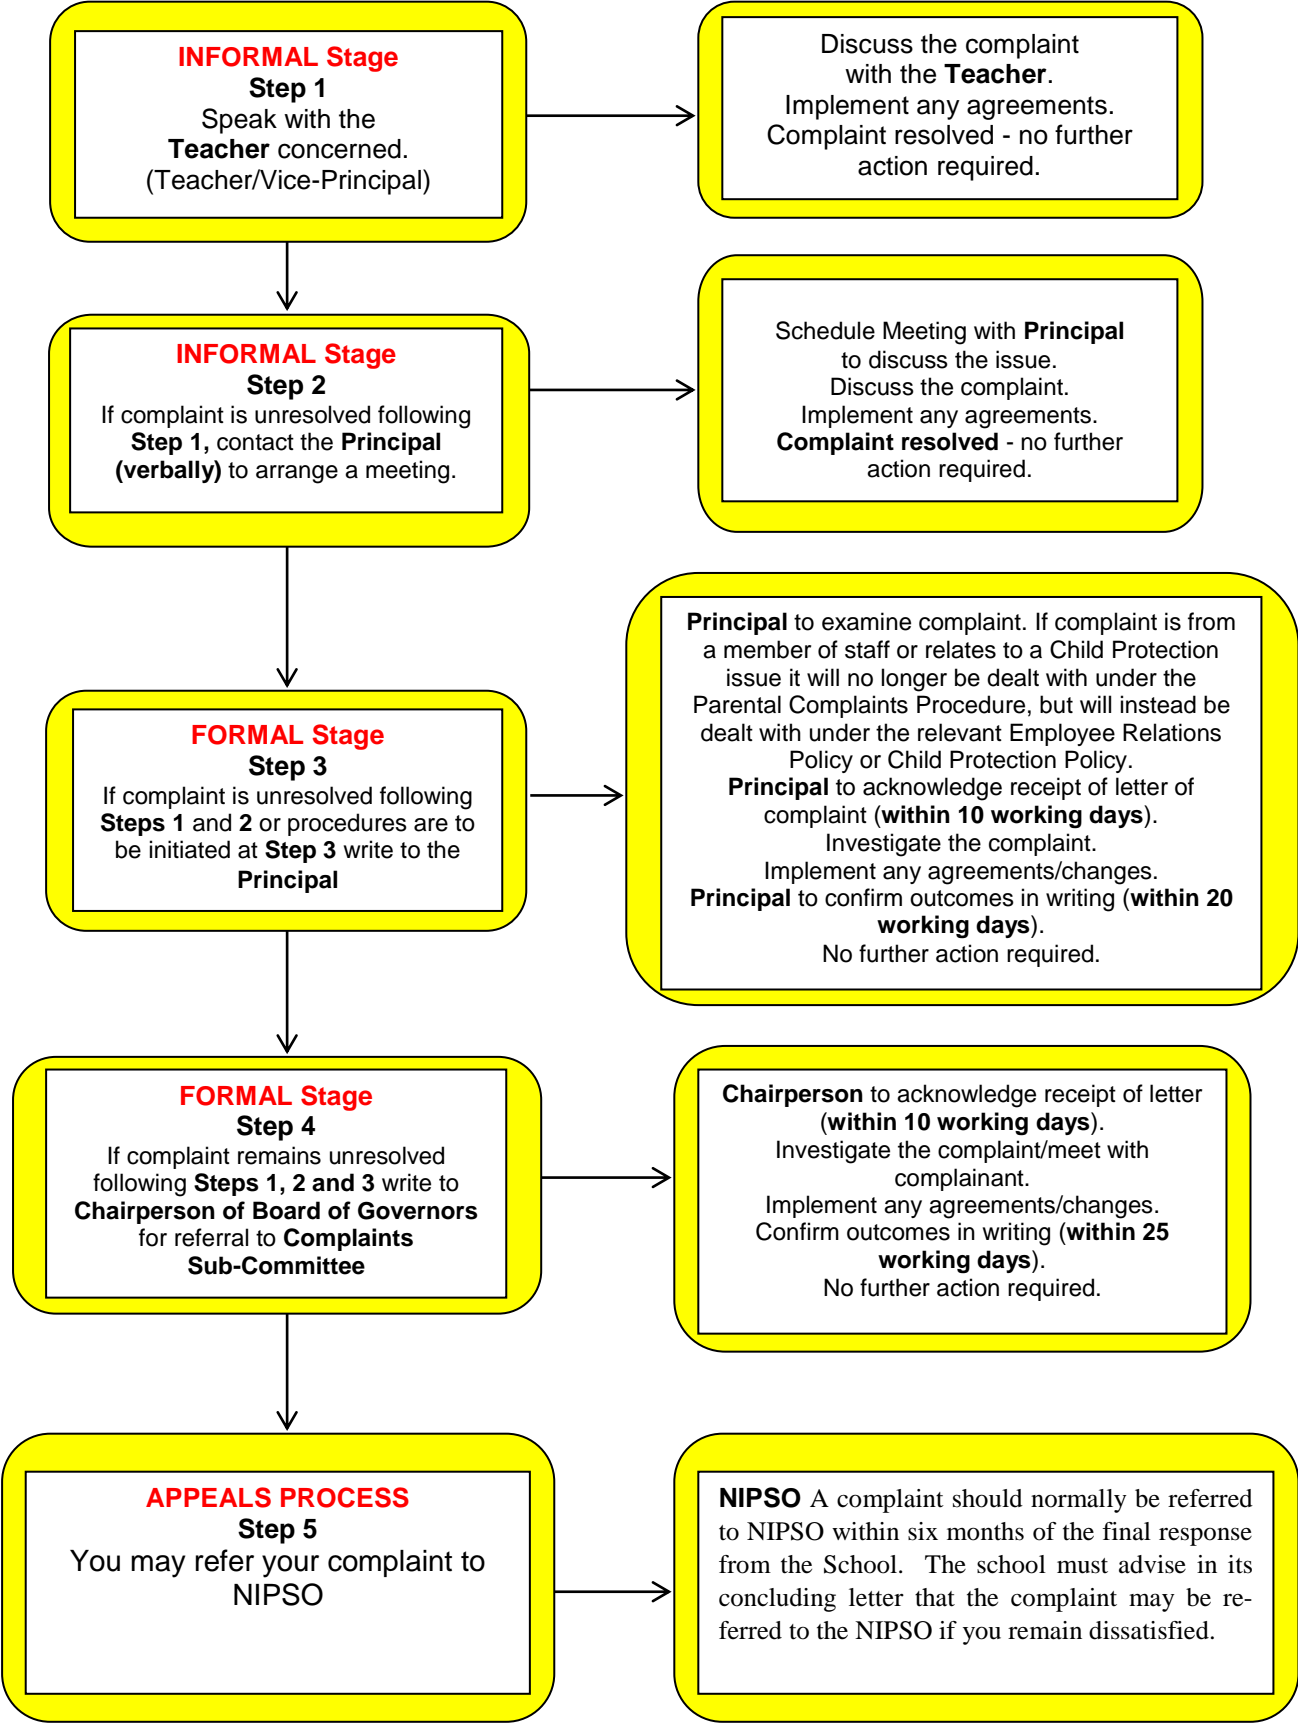 INFORMAL Stage
Step 1
Speak with the
Teacher concerned.
(Teacher/Vice-Principal)
Discuss the complaint
with the Teacher.
Implement any agreements.
Complaint resolved - no further
action required.
INFORMAL Stage
Step 2
If complaint is unresolved following
Step 1, contact the Principal
(verbally) to arrange a meeting.
Schedule Meeting with Principal
to discuss the issue.
Discuss the complaint.
Implement any agreements.
Complaint resolved - no further
action required.
FORMAL Stage
Step 3
If complaint is unresolved following
Steps 1 and 2 or procedures are to
be initiated at Step 3 write to the
Principal
Principal to examine complaint. If complaint is from
a member of staff or relates to a Child Protection
issue it will no longer be dealt with under the
Parental Complaints Procedure, but will instead be
dealt with under the relevant Employee Relations
Policy or Child Protection Policy.
Principal to acknowledge receipt of letter of
complaint (within 10 working days).
Investigate the complaint.
Implement any agreements/changes.
Principal to confirm outcomes in writing (within 20
working days).
No further action required.
FORMAL Stage
Step 4
If complaint remains unresolved
following Steps 1, 2 and 3 write to
Chairperson of Board of Governors
for referral to Complaints
Sub-Committee
Chairperson to acknowledge receipt of letter
(within 10 working days).
Investigate the complaint/meet with
complainant.
Implement any agreements/changes.
Confirm outcomes in writing (within 25
working days).
No further action required.
APPEALS PROCESS
Step 5
You may refer your complaint to
NIPSO
NIPSO A complaint should normally be referred
to NIPSO within six months of the final response
from the School. The school must advise in its
concluding letter that the complaint may be re-
ferred to the NIPSO if you remain dissatisfied.